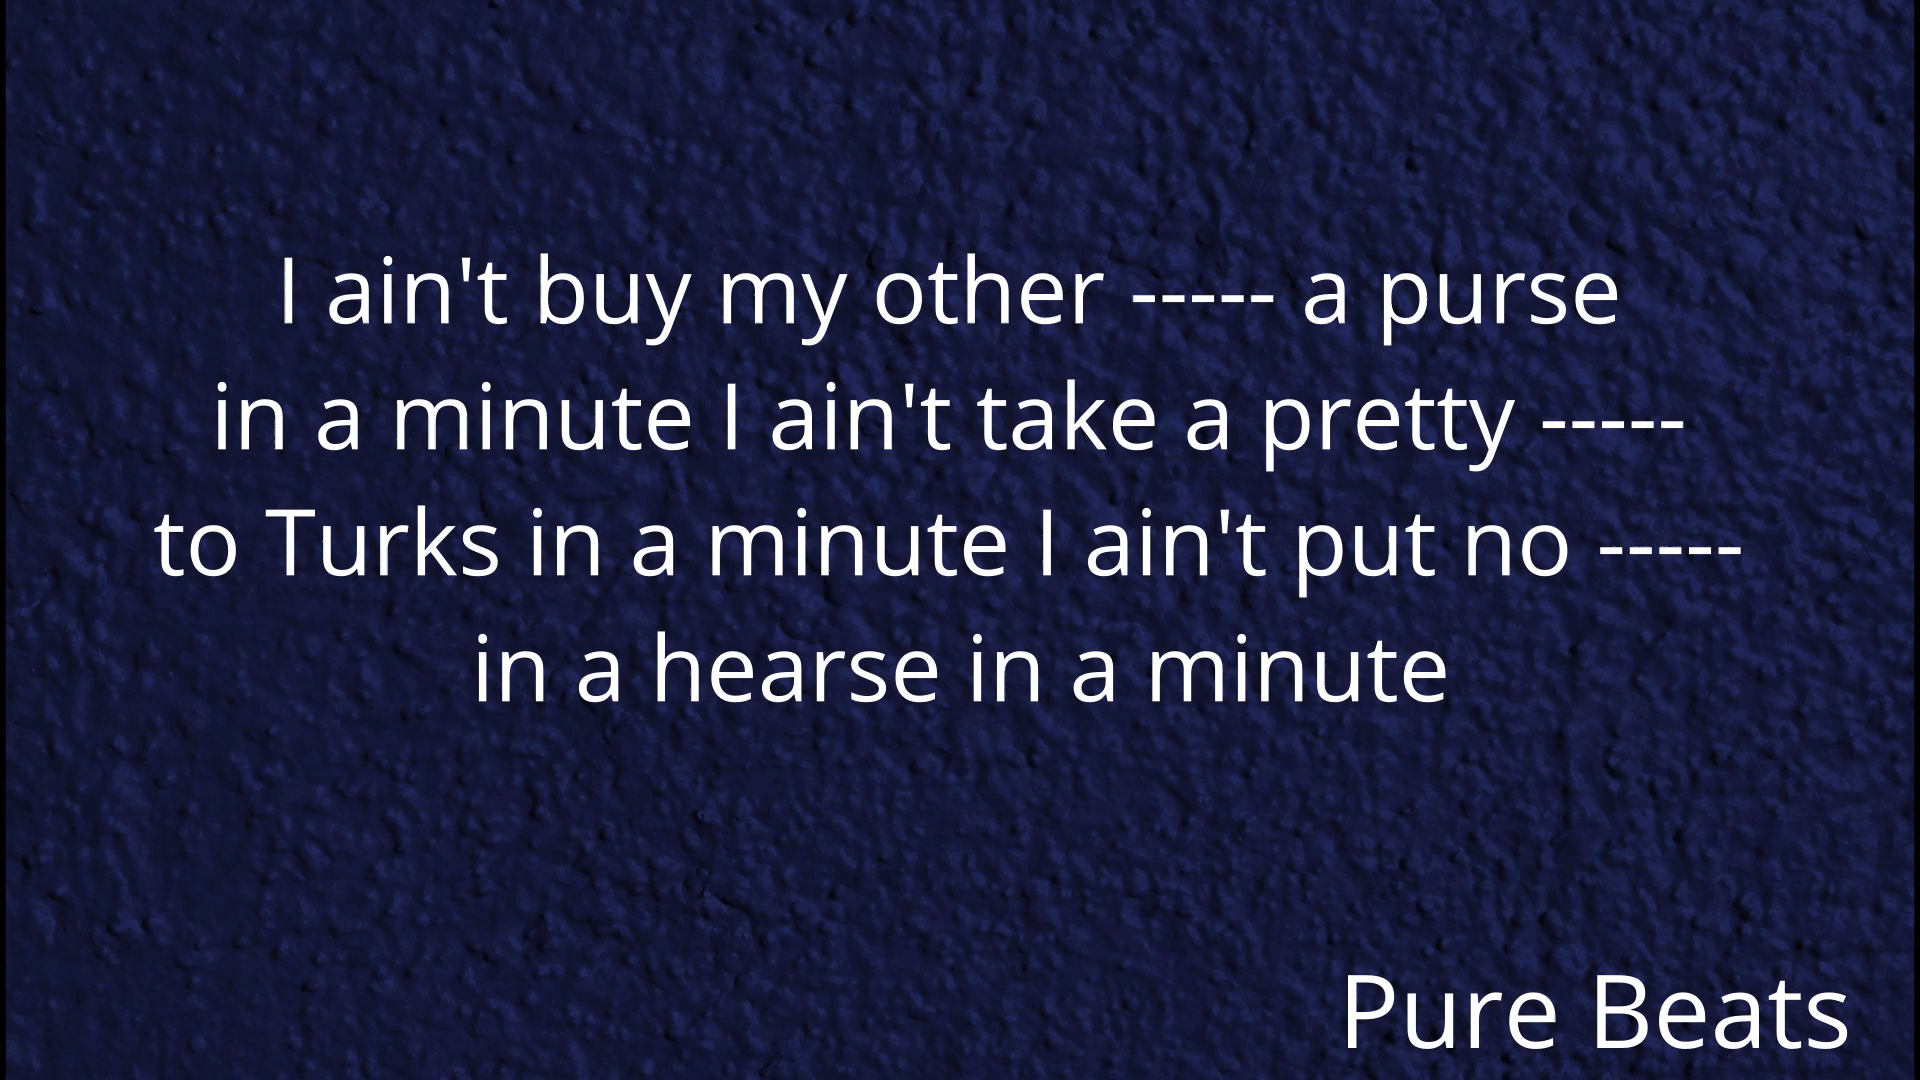 I ain't buy my other ----- a purse
in a minute I ain't take a pretty -----
to Turks in a minute I ain't put no -----
in a hearse in a minute
Pure Beats